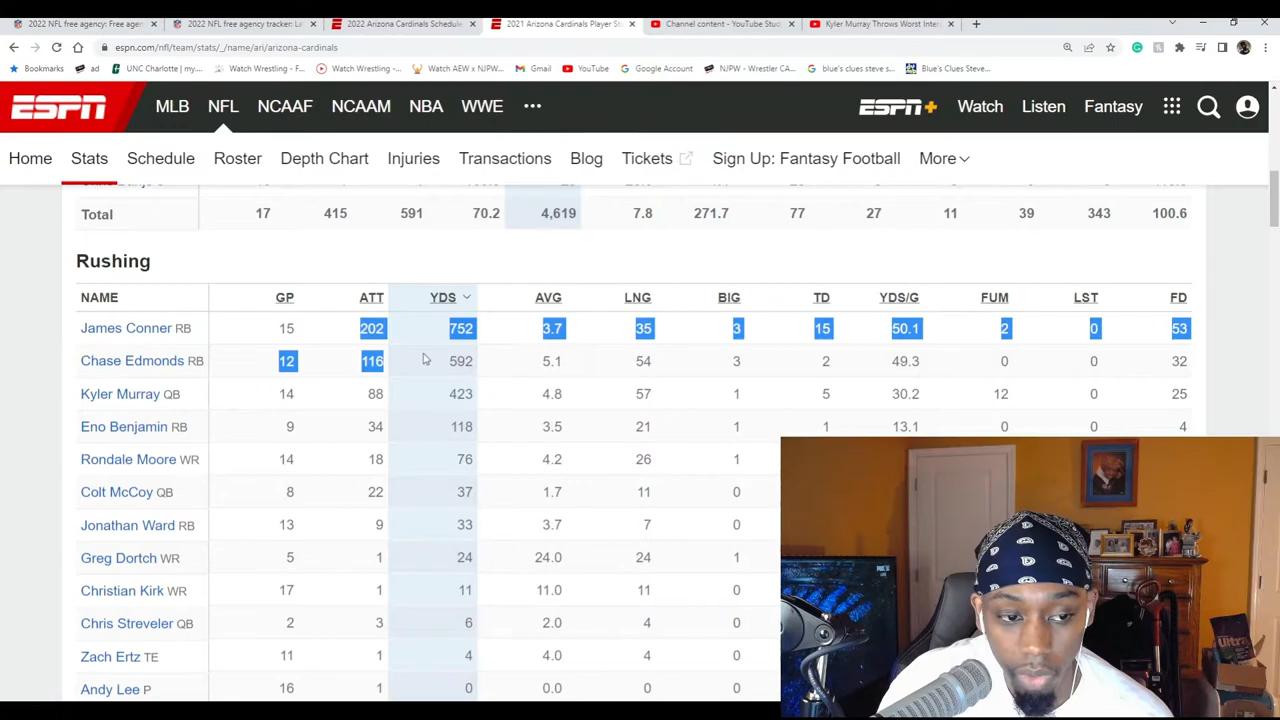 2022 NFL free agency: Free agen
2022 NFL free agency tracker: La
2022 Arizona Cardinals Schedule
2021 Arizona Cardinals Player St
Channel content - YouTube Stud
Kyler Murray Throws Worst Inter
espn.com/nfl/team/stats/_/name/ari/arizona-cardinals
Bookmarks ad UNC Charlotte | my.... Watch Wrestling - F... Watch Wrestling -... Watch AEW x NJPW... Gmail YouTube Google Account NJPW - Wrestler CA... blue's clues steve s... Blue's Clues Steve...
ESPN MLB NFL NCAAF NCAAM NBA WWE ••• ESPN+ Watch Listen Fantasy
Home Stats Schedule Roster Depth Chart Injuries Transactions Blog Tickets Sign Up: Fantasy Football More
Total 17 415 591 70.2 4,619 7.8 271.7 77 27 11 39 343 100.6
Rushing
NAME GP ATT YDS AVG LNG BIG TD YDS/G FUM LST FD
James Conner RB 15 202 752 3.7 35 3 15 50.1 2 0 53
Chase Edmonds RB 12 116 592 5.1 54 3 2 49.3 0 0 32
Kyler Murray QB 14 88 423 4.8 57 1 5 30.2 12 0 25
Eno Benjamin RB 9 34 118 3.5 21 1 1 13.1 0 0 4
Rondale Moore WR 14 18 76 4.2 26 1
Colt McCoy QB 8 22 37 1.7 11 0
Jonathan Ward RB 13 9 33 3.7 7 0
Greg Dortch WR 5 1 24 24.0 24 1
Christian Kirk WR 17 1 11 11.0 11 0
Chris Streveler QB 2 3 6 2.0 4 0
Zach Ertz TE 11 1 4 4.0 4 0
Andy Lee P 16 1 0 0.0 0 0